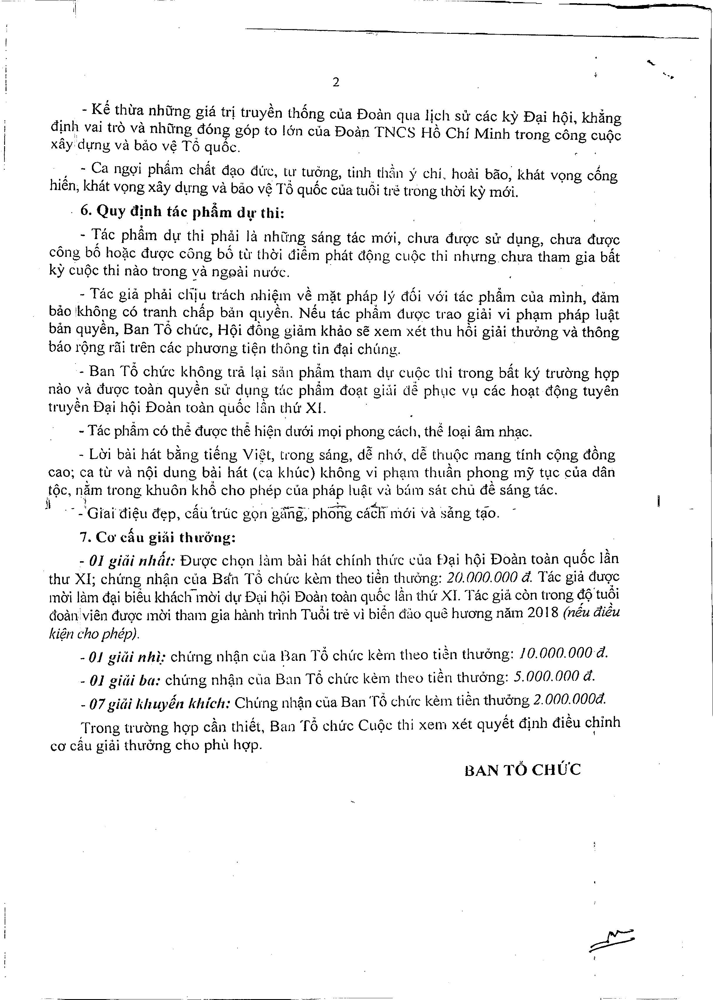 2
- Kế thừa những giá trị truyền thống của Đoàn qua lịch sử các kỳ Đại hội, khẳng
định vai trò và những đóng góp to lớn của Đoàn TNCS Hồ Chí Minh trong công cuộc
xây dựng và bảo vệ Tổ quốc.
- Ca ngợi phẩm chất đạo đức, tư tưởng, tinh thần ý chí, hoài bão, khát vọng cống
hiến, khát vọng xây dựng và bảo vệ Tổ quốc của tuổi trẻ trong thời kỳ mới.
6. Quy định tác phẩm dự thi:
- Tác phẩm dự thi phải là những sáng tác mới, chưa được sử dụng, chưa được
công bố hoặc được công bố từ thời điểm phát động cuộc thi nhưng chưa tham gia bất
kỳ cuộc thi nào trong và ngoài nước.
- Tác giả phải chịu trách nhiệm về mặt pháp lý đối với tác phẩm của mình, đảm
bảo không có tranh chấp bản quyền. Nếu tác phẩm được trao giải vi phạm pháp luật
bản quyền, Ban Tổ chức, Hội đồng giám khảo sẽ xem xét thu hồi giải thưởng và thông
báo rộng rãi trên các phương tiện thông tin đại chúng.
- Ban Tổ chức không trả lại sản phẩm tham dự cuộc thi trong bất ký trường hợp
nào và được toàn quyền sử dụng tác phẩm đoạt giải để phục vụ các hoạt động tuyên
truyền Đại hội Đoàn toàn quốc lần thứ XI.
- Tác phẩm có thể được thể hiện dưới mọi phong cách, thể loại âm nhạc.
- Lời bài hát bằng tiếng Việt, trong sáng, dễ nhớ, dễ thuộc mang tính cộng đồng
cao; ca từ và nội dung bài hát (ca khúc) không vi phạm thuần phong mỹ tục của dân
tộc, nằm trong khuôn khổ cho phép của pháp luật và bám sát chủ đề sáng tác.
- Giai điệu đẹp, cấu trúc gọn gàng, phong cách mới và sáng tạo.
7. Cơ cấu giải thưởng:
- 01 giải nhất: Được chọn làm bài hát chính thức của Đại hội Đoàn toàn quốc lần
thư XI; chứng nhận của Ban Tổ chức kèm theo tiền thưởng: 20.000.000 đ. Tác giả được
mời làm đại biểu khách mời dự Đại hội Đoàn toàn quốc lần thứ XI. Tác giả còn trong độ tuổi
đoàn viên được mời tham gia hành trình Tuổi trẻ vì biển đảo quê hương năm 2018 (nếu điều
kiện cho phép).
- 01 giải nhì: chứng nhận của Ban Tổ chức kèm theo tiền thưởng: 10.000.000 đ.
- 01 giải ba: chứng nhận của Ban Tổ chức kèm theo tiền thưởng: 5.000.000 đ.
- 07 giải khuyến khích: Chứng nhận của Ban Tổ chức kèm tiền thưởng 2.000.000đ.
Trong trường hợp cần thiết, Ban Tổ chức Cuộc thi xem xét quyết định điều chỉnh
cơ cấu giải thưởng cho phù hợp.
BAN TỔ CHỨC